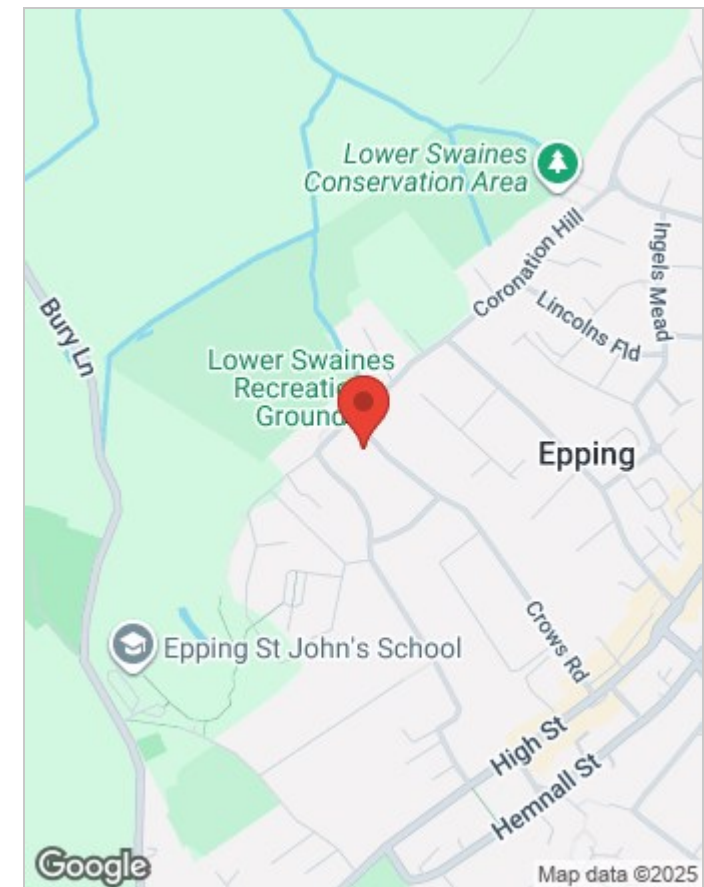 Lower Swaines
Conservation Area
Coronation Hill
Ingels Mead
Lincolns Fld
Bury Ln
Lower Swaines
Recreatio
Ground
Epping
Crows Rd
Epping St John's School
High St
Hemnall St
Google
Map data ©2025